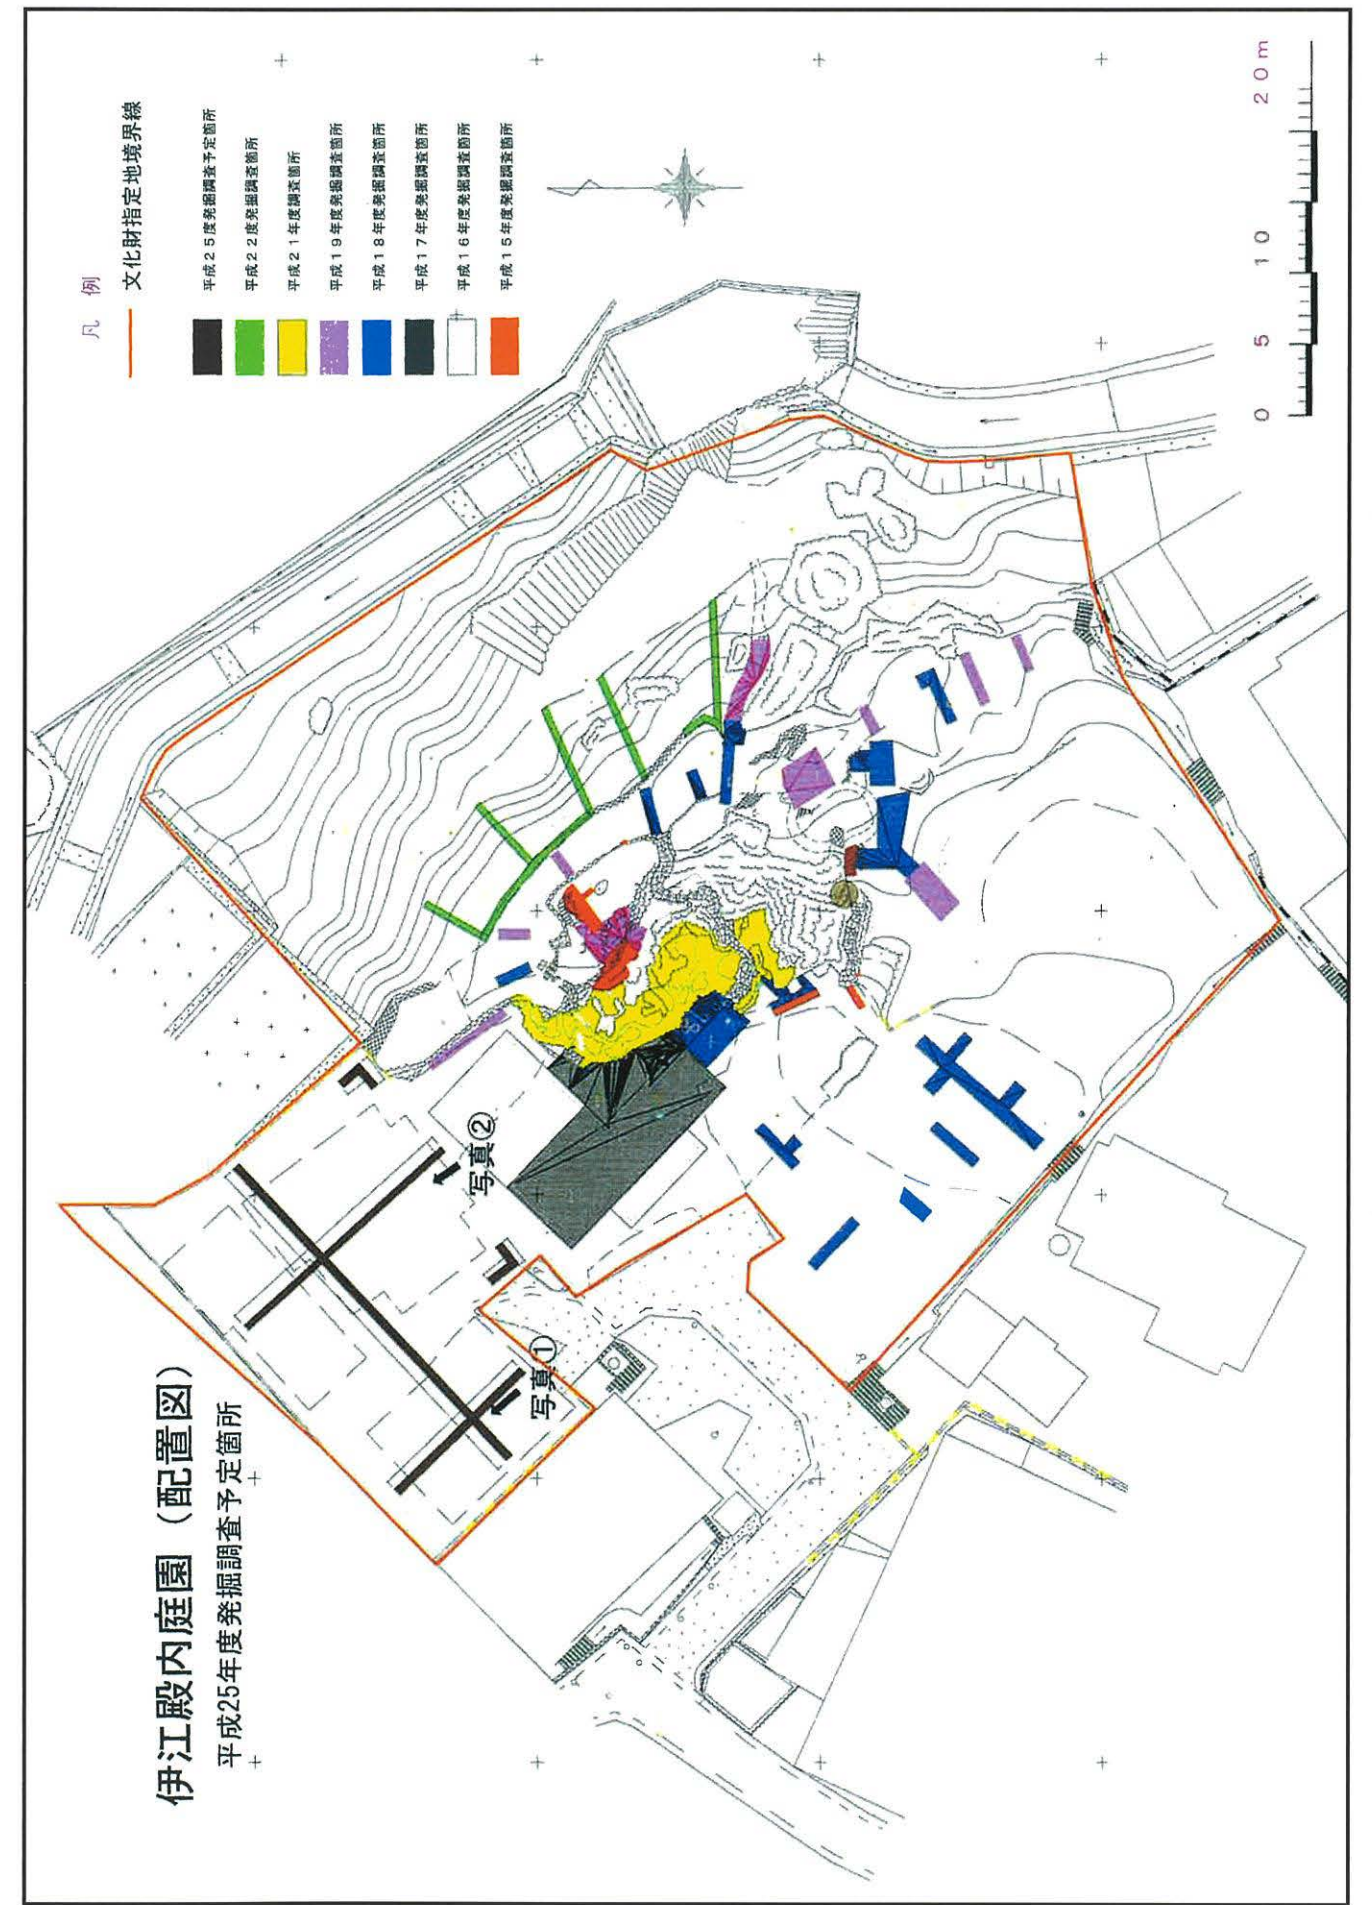 伊江殿内庭園 (配置図)
平成25年度発掘調査予定箇所
凡 例
文化財指定地境界線
平成25度発掘調査予定箇所
平成22度発掘調査箇所
平成21年度調査箇所
平成19年度発掘調査箇所
平成18年度発掘調査箇所
平成17年度発掘調査箇所
平成16年度発掘調査箇所
平成15年度発掘調査箇所
写真①
写真②
0 5 10 20m